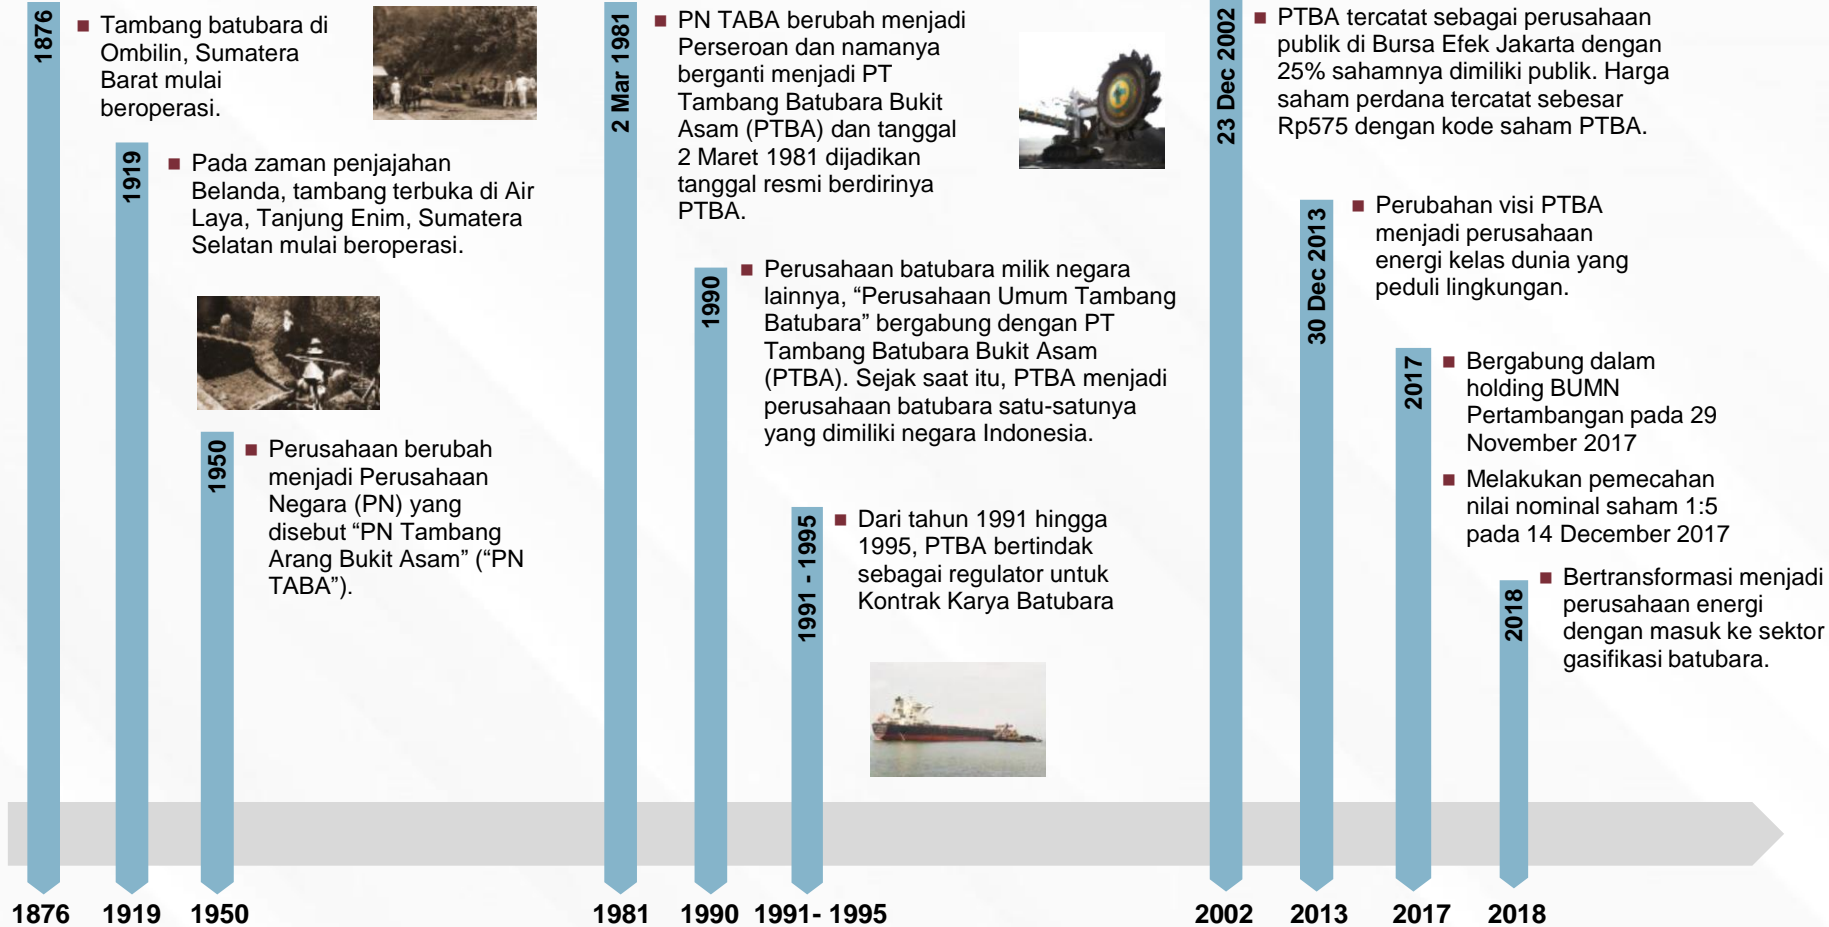 1876
Tambang batubara di
Ombilin, Sumatera
Barat mulai
beroperasi.
1919
Pada zaman penjajahan
Belanda, tambang terbuka di Air
Laya, Tanjung Enim, Sumatera
Selatan mulai beroperasi.
1950
Perusahaan berubah
menjadi Perusahaan
Negara (PN) yang
disebut “PN Tambang
Arang Bukit Asam” (“PN
TABA”).
2 Mar 1981
PN TABA berubah menjadi
Perseroan dan namanya
berganti menjadi PT
Tambang Batubara Bukit
Asam (PTBA) dan tanggal
2 Maret 1981 dijadikan
tanggal resmi berdirinya
PTBA.
1990
Perusahaan batubara milik negara
lainnya, “Perusahaan Umum Tambang
Batubara” bergabung dengan PT
Tambang Batubara Bukit Asam
(PTBA). Sejak saat itu, PTBA menjadi
perusahaan batubara satu-satunya
yang dimiliki negara Indonesia.
1991 - 1995
Dari tahun 1991 hingga
1995, PTBA bertindak
sebagai regulator untuk
Kontrak Karya Batubara
23 Dec 2002
PTBA tercatat sebagai perusahaan
publik di Bursa Efek Jakarta dengan
25% sahamnya dimiliki publik. Harga
saham perdana tercatat sebesar
Rp575 dengan kode saham PTBA.
30 Dec 2013
Perubahan visi PTBA
menjadi perusahaan
energi kelas dunia yang
peduli lingkungan.
2017
Bergabung dalam
holding BUMN
Pertambangan pada 29
November 2017
Melakukan pemecahan
nilai nominal saham 1:5
pada 14 December 2017
2018
Bertransformasi menjadi
perusahaan energi
dengan masuk ke sektor
gasifikasi batubara.
1876 1919 1950 1981 1990 1991- 1995 2002 2013 2017 2018